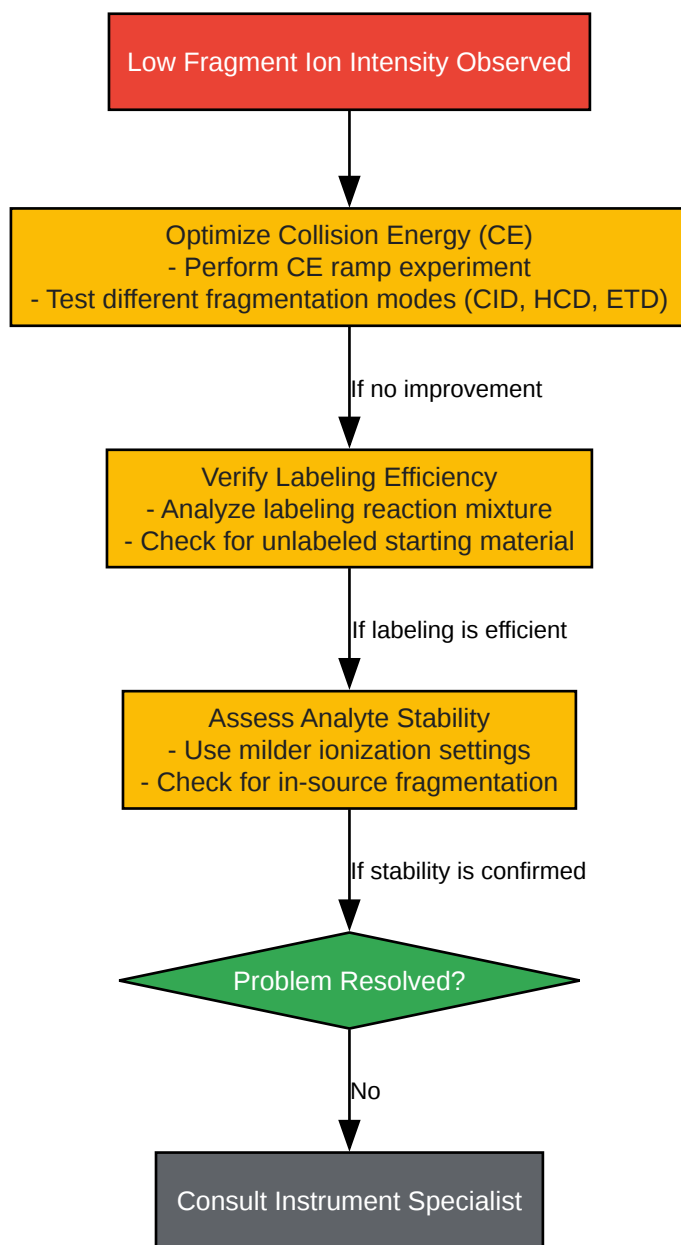 Low Fragment Ion Intensity Observed
Optimize Collision Energy (CE)
- Perform CE ramp experiment
- Test different fragmentation modes (CID, HCD, ETD)
If no improvement
Verify Labeling Efficiency
- Analyze labeling reaction mixture
- Check for unlabeled starting material
If labeling is efficient
Assess Analyte Stability
- Use milder ionization settings
- Check for in-source fragmentation
If stability is confirmed
Problem Resolved?
No
Consult Instrument Specialist